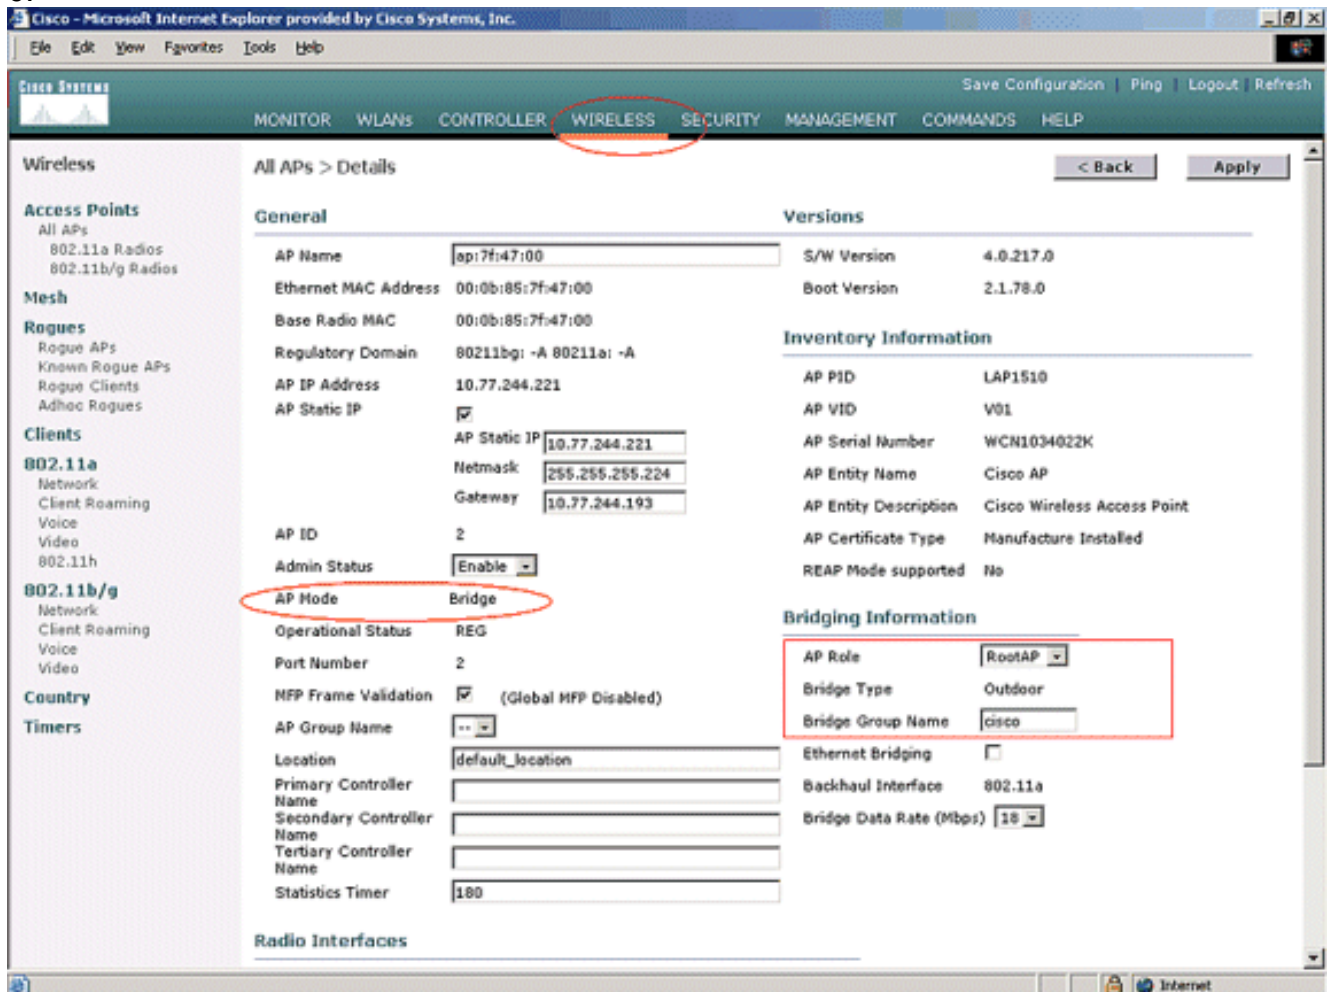 Cisco - Microsoft Internet Explorer provided by Cisco Systems, Inc.
File Edit View Favorites Tools Help
Cisco Systems
Save Configuration | Ping | Logout | Refresh
MONITOR WLANs CONTROLLER WIRELESS SECURITY MANAGEMENT COMMANDS HELP
Wireless
Access Points
All APs
802.11a Radios
802.11b/g Radios
Mesh
Rogues
Rogue APs
Known Rogue APs
Rogue Clients
Adhoc Rogues
Clients
802.11a
Network
Client Roaming
Voice
Video
802.11h
802.11b/g
Network
Client Roaming
Voice
Video
Country
Timers
All APs > Details
< Back Apply
General
AP Name ap:7f:47:00
Ethernet MAC Address 00:0b:85:7f:47:00
Base Radio MAC 00:0b:85:7f:47:00
Regulatory Domain 80211bg: -A 80211a: -A
AP IP Address 10.77.244.221
AP Static IP
AP Static IP 10.77.244.221
Netmask 255.255.255.224
Gateway 10.77.244.193
AP ID 2
Admin Status Enable
AP Mode Bridge
Operational Status REG
Port Number 2
MFP Frame Validation (Global MFP Disabled)
AP Group Name --
Location default_location
Primary Controller
Name
Secondary Controller
Name
Tertiary Controller
Name
Statistics Timer 180
Radio Interfaces
Versions
S/W Version 4.0.217.0
Boot Version 2.1.78.0
Inventory Information
AP PID LAP1510
AP VID V01
AP Serial Number WCN1034022K
AP Entity Name Cisco AP
AP Entity Description Cisco Wireless Access Point
AP Certificate Type Manufacture Installed
REAP Mode supported No
Bridging Information
AP Role RootAP
Bridge Type Outdoor
Bridge Group Name cisco
Ethernet Bridging
Backhaul Interface 802.11a
Bridge Data Rate (Mbps) 18
Internet